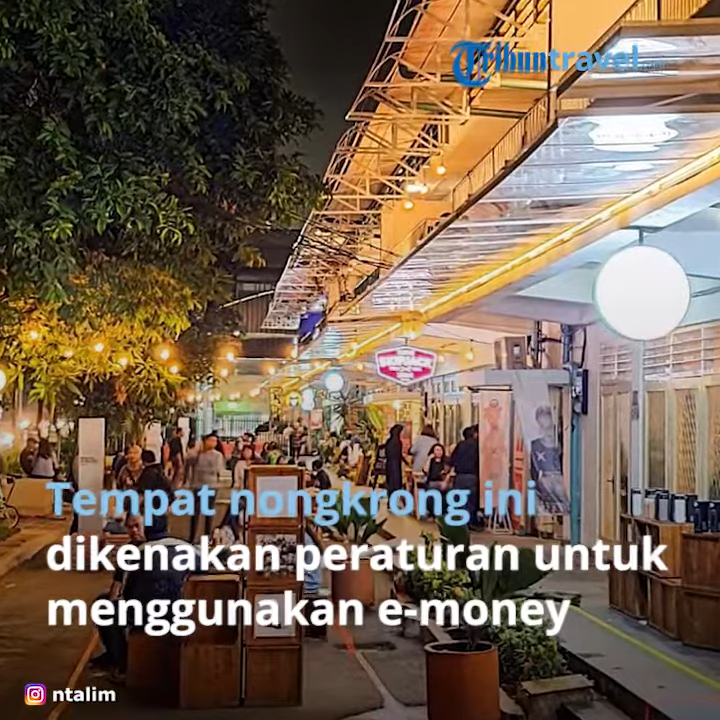 Tribuntravel
Tempat nongkrong ini
dikenakan peraturan untuk
menggunakan e-money
ntalim